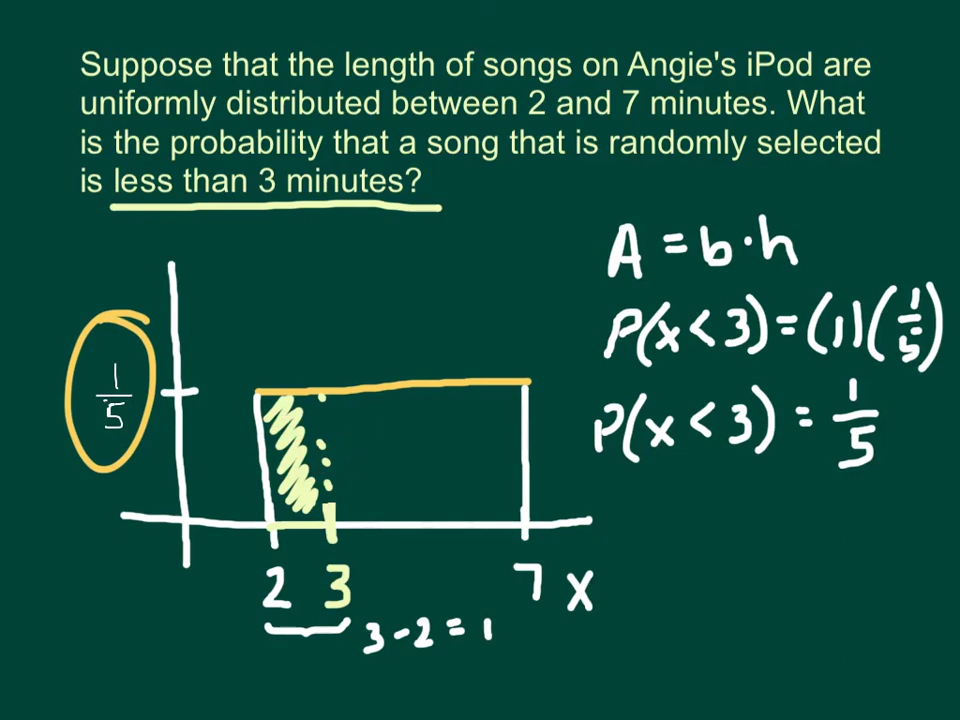 Suppose that the length of songs on Angie's iPod are
uniformly distributed between 2 and 7 minutes. What
is the probability that a song that is randomly selected
is less than 3 minutes?
A = b·h
P(x < 3) = (1)(1/5)
P(x < 3) = 1/5
1/5
2 3 7 x
3 - 2 = 1